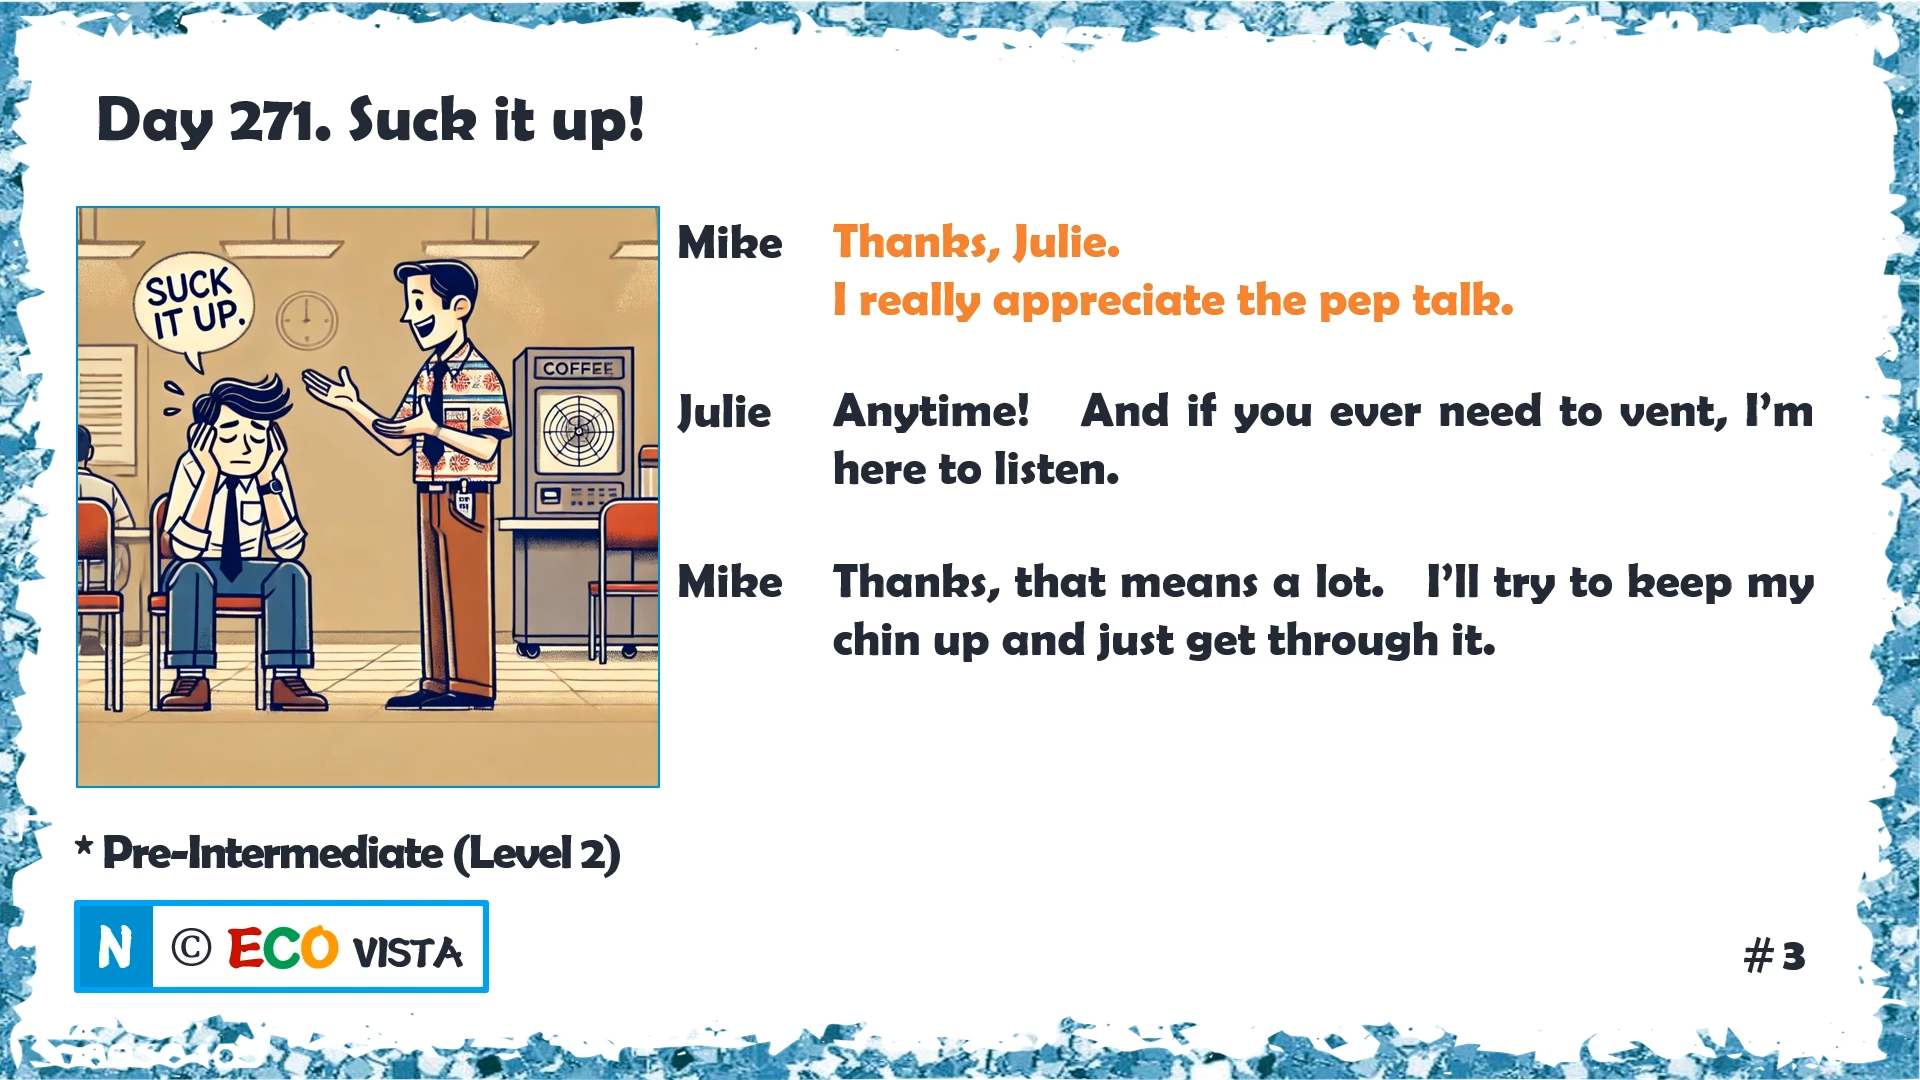 Day 271. Suck it up!
SUCK
IT UP.
COFFEE
Mike Thanks, Julie.
I really appreciate the pep talk.
Julie Anytime! And if you ever need to vent, I’m
here to listen.
Mike Thanks, that means a lot. I’ll try to keep my
chin up and just get through it.
* Pre-Intermediate (Level 2)
N © ECO VISTA
# 3